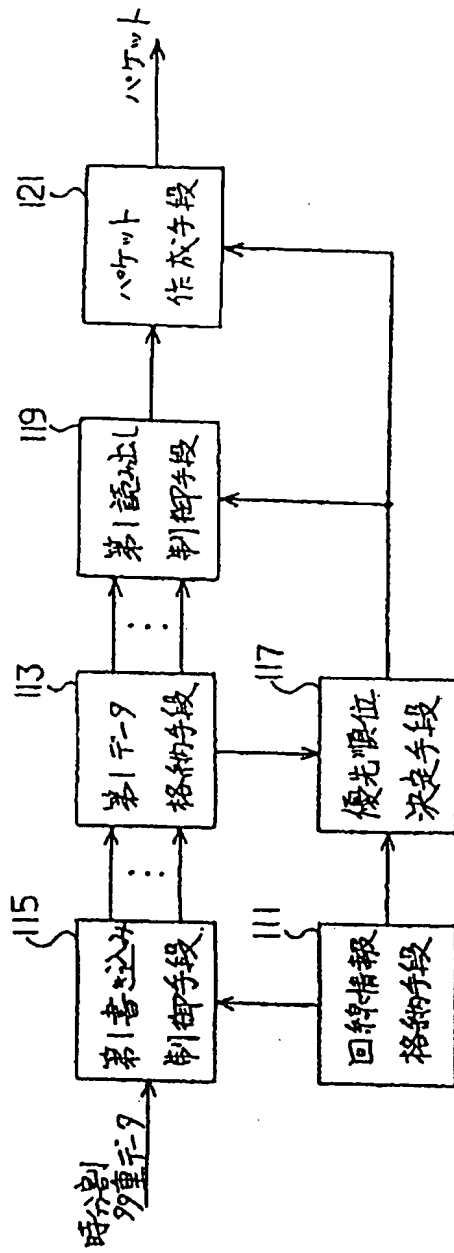 時分割
多重データ
115
第1書き込み
制御手段
113
第1データ
格納手段
119
第1読み出し
制御手段
121
パケット
作成手段
パケット
111
回線情報
格納手段
117
優先順位
決定手段